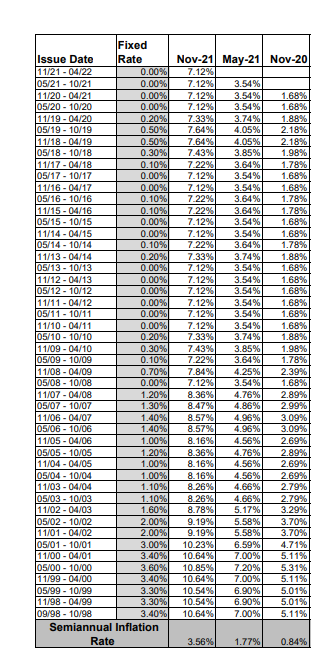 Fixed
Issue Date Rate Nov-21 May-21 Nov-20
11/21 - 04/22 0.00% 7.12%
05/21 - 10/21 0.00% 7.12% 3.54%
11/20 - 04/21 0.00% 7.12% 3.54% 1.68%
05/20 - 10/20 0.00% 7.12% 3.54% 1.68%
11/19 - 04/20 0.20% 7.33% 3.74% 1.88%
05/19 - 10/19 0.50% 7.64% 4.05% 2.18%
11/18 - 04/19 0.50% 7.64% 4.05% 2.18%
05/18 - 10/18 0.30% 7.43% 3.85% 1.98%
11/17 - 04/18 0.10% 7.22% 3.64% 1.78%
05/17 - 10/17 0.00% 7.12% 3.54% 1.68%
11/16 - 04/17 0.00% 7.12% 3.54% 1.68%
05/16 - 10/16 0.10% 7.22% 3.64% 1.78%
11/15 - 04/16 0.10% 7.22% 3.64% 1.78%
05/15 - 10/15 0.00% 7.12% 3.54% 1.68%
11/14 - 04/15 0.00% 7.12% 3.54% 1.68%
05/14 - 10/14 0.10% 7.22% 3.64% 1.78%
11/13 - 04/14 0.20% 7.33% 3.74% 1.88%
05/13 - 10/13 0.00% 7.12% 3.54% 1.68%
11/12 - 04/13 0.00% 7.12% 3.54% 1.68%
05/12 - 10/12 0.00% 7.12% 3.54% 1.68%
11/11 - 04/12 0.00% 7.12% 3.54% 1.68%
05/11 - 10/11 0.00% 7.12% 3.54% 1.68%
11/10 - 04/11 0.00% 7.12% 3.54% 1.68%
05/10 - 10/10 0.20% 7.33% 3.74% 1.88%
11/09 - 04/10 0.30% 7.43% 3.85% 1.98%
05/09 - 10/09 0.10% 7.22% 3.64% 1.78%
11/08 - 04/09 0.70% 7.84% 4.25% 2.39%
05/08 - 10/08 0.00% 7.12% 3.54% 1.68%
11/07 - 04/08 1.20% 8.36% 4.76% 2.89%
05/07 - 10/07 1.30% 8.47% 4.86% 2.99%
11/06 - 04/07 1.40% 8.57% 4.96% 3.09%
05/06 - 10/06 1.40% 8.57% 4.96% 3.09%
11/05 - 04/06 1.00% 8.16% 4.56% 2.69%
05/05 - 10/05 1.20% 8.36% 4.76% 2.89%
11/04 - 04/05 1.00% 8.16% 4.56% 2.69%
05/04 - 10/04 1.00% 8.16% 4.56% 2.69%
11/03 - 04/04 1.10% 8.26% 4.66% 2.79%
05/03 - 10/03 1.10% 8.26% 4.66% 2.79%
11/02 - 04/03 1.60% 8.78% 5.17% 3.29%
05/02 - 10/02 2.00% 9.19% 5.58% 3.70%
11/01 - 04/02 2.00% 9.19% 5.58% 3.70%
05/01 - 10/01 3.00% 10.23% 6.59% 4.71%
11/00 - 04/01 3.40% 10.64% 7.00% 5.11%
05/00 - 10/00 3.60% 10.85% 7.20% 5.31%
11/99 - 04/00 3.40% 10.64% 7.00% 5.11%
05/99 - 10/99 3.30% 10.54% 6.90% 5.01%
11/98 - 04/99 3.30% 10.54% 6.90% 5.01%
09/98 - 10/98 3.40% 10.64% 7.00% 5.11%
Semiannual Inflation
Rate 3.56% 1.77% 0.84%